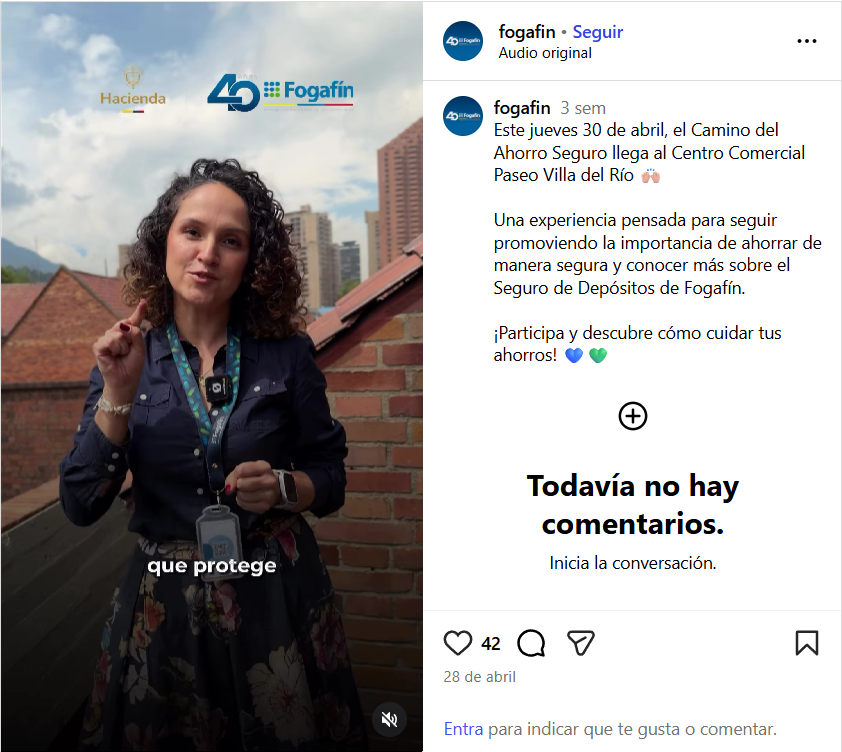 Hacienda
40 Fogafín
que protege
fogafin • Seguir
Audio original
fogafin 3 sem
Este jueves 30 de abril, el Camino del
Ahorro Seguro llega al Centro Comercial
Paseo Villa del Río 🙌🏼
Una experiencia pensada para seguir
promoviendo la importancia de ahorrar de
manera segura y conocer más sobre el
Seguro de Depósitos de Fogafín.
¡Participa y descubre cómo cuidar tus
ahorros! 💙 💚
Todavía no hay
comentarios.
Inicia la conversación.
42
28 de abril
Entra para indicar que te gusta o comentar.